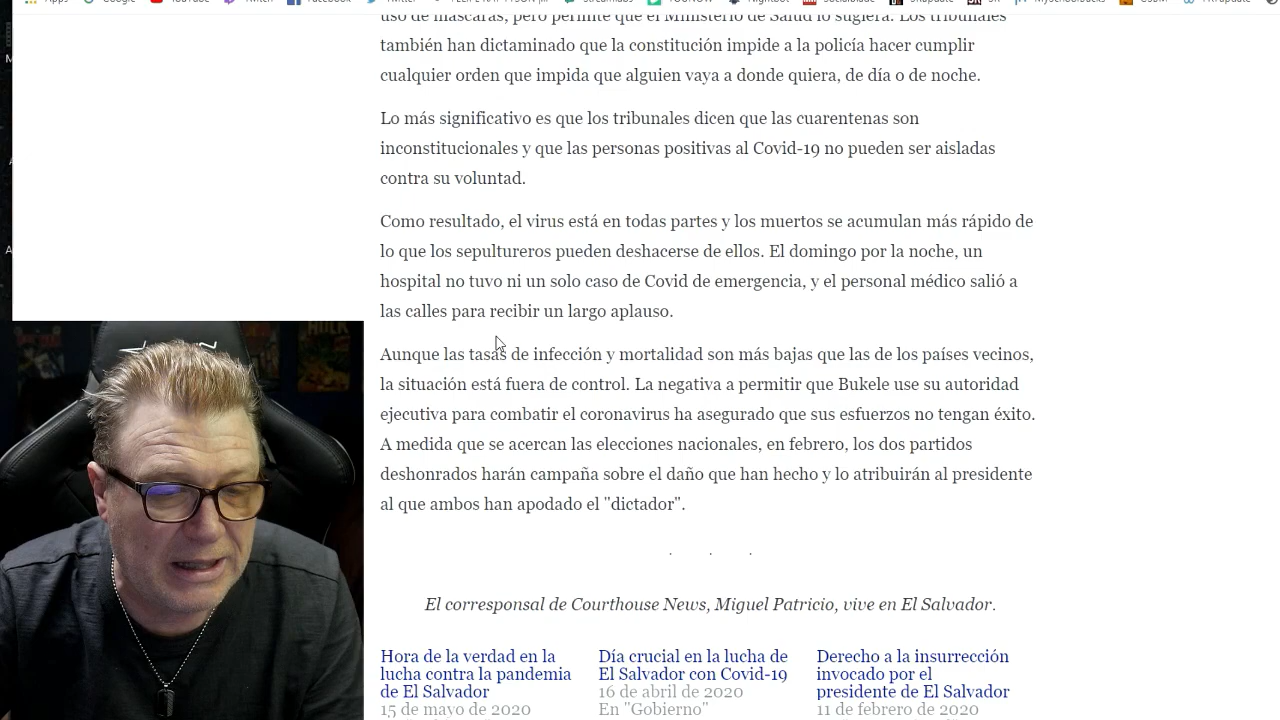 Apps
Google
YouTube
Twitch
Facebook
Twitter
Streamlabs
YOUNOW
Nightbot
Socialblade
Snapdate
MySchoolBucks
uso de máscaras, pero permite que el Ministerio de Salud lo sugiera. Los tribunales
también han dictaminado que la constitución impide a la policía hacer cumplir
cualquier orden que impida que alguien vaya a donde quiera, de día o de noche.
Lo más significativo es que los tribunales dicen que las cuarentenas son
inconstitucionales y que las personas positivas al Covid-19 no pueden ser aisladas
contra su voluntad.
Como resultado, el virus está en todas partes y los muertos se acumulan más rápido de
lo que los sepultureros pueden deshacerse de ellos. El domingo por la noche, un
hospital no tuvo ni un solo caso de Covid de emergencia, y el personal médico salió a
las calles para recibir un largo aplauso.
Aunque las tasas de infección y mortalidad son más bajas que las de los países vecinos,
la situación está fuera de control. La negativa a permitir que Bukele use su autoridad
ejecutiva para combatir el coronavirus ha asegurado que sus esfuerzos no tengan éxito.
A medida que se acercan las elecciones nacionales, en febrero, los dos partidos
deshonrados harán campaña sobre el daño que han hecho y lo atribuirán al presidente
al que ambos han apodado el "dictador".
. . .
El corresponsal de Courthouse News, Miguel Patricio, vive en El Salvador.
Hora de la verdad en la
lucha contra la pandemia
de El Salvador
15 de mayo de 2020
Día crucial en la lucha de
El Salvador con Covid-19
16 de abril de 2020
En "Gobierno"
Derecho a la insurrección
invocado por el
presidente de El Salvador
11 de febrero de 2020